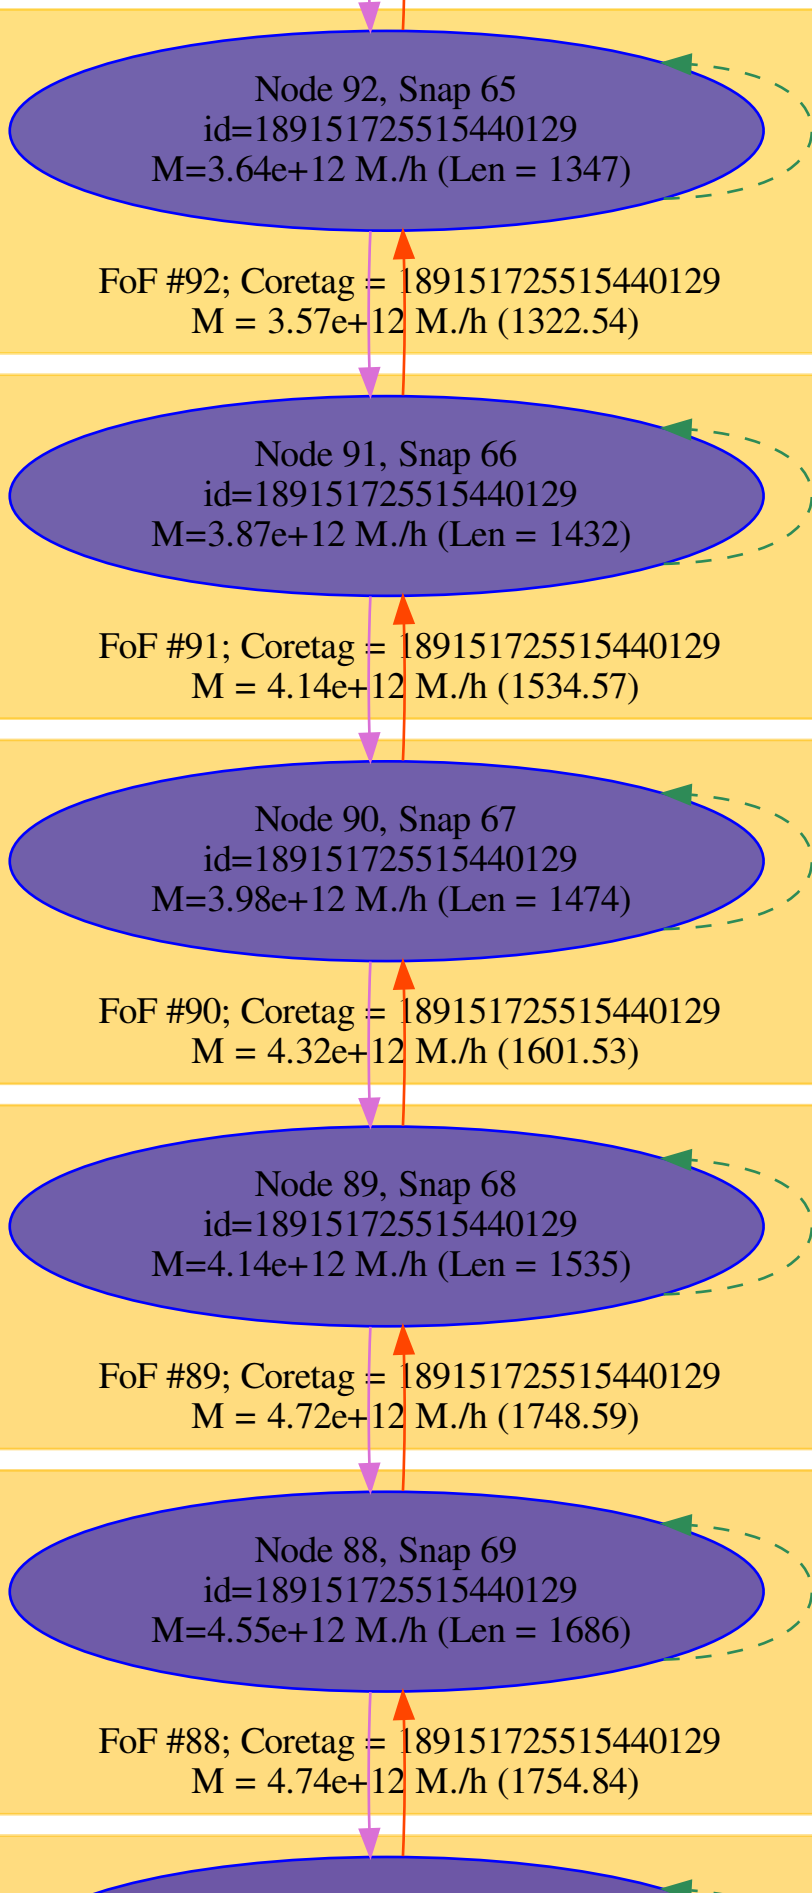 Node 92, Snap 65
id=189151725515440129
M=3.64e+12 M./h (Len = 1347)
FoF #92; Coretag = 189151725515440129
M = 3.57e+12 M./h (1322.54)
Node 91, Snap 66
id=189151725515440129
M=3.87e+12 M./h (Len = 1432)
FoF #91; Coretag = 189151725515440129
M = 4.14e+12 M./h (1534.57)
Node 90, Snap 67
id=189151725515440129
M=3.98e+12 M./h (Len = 1474)
FoF #90; Coretag = 189151725515440129
M = 4.32e+12 M./h (1601.53)
Node 89, Snap 68
id=189151725515440129
M=4.14e+12 M./h (Len = 1535)
FoF #89; Coretag = 189151725515440129
M = 4.72e+12 M./h (1748.59)
Node 88, Snap 69
id=189151725515440129
M=4.55e+12 M./h (Len = 1686)
FoF #88; Coretag = 189151725515440129
M = 4.74e+12 M./h (1754.84)